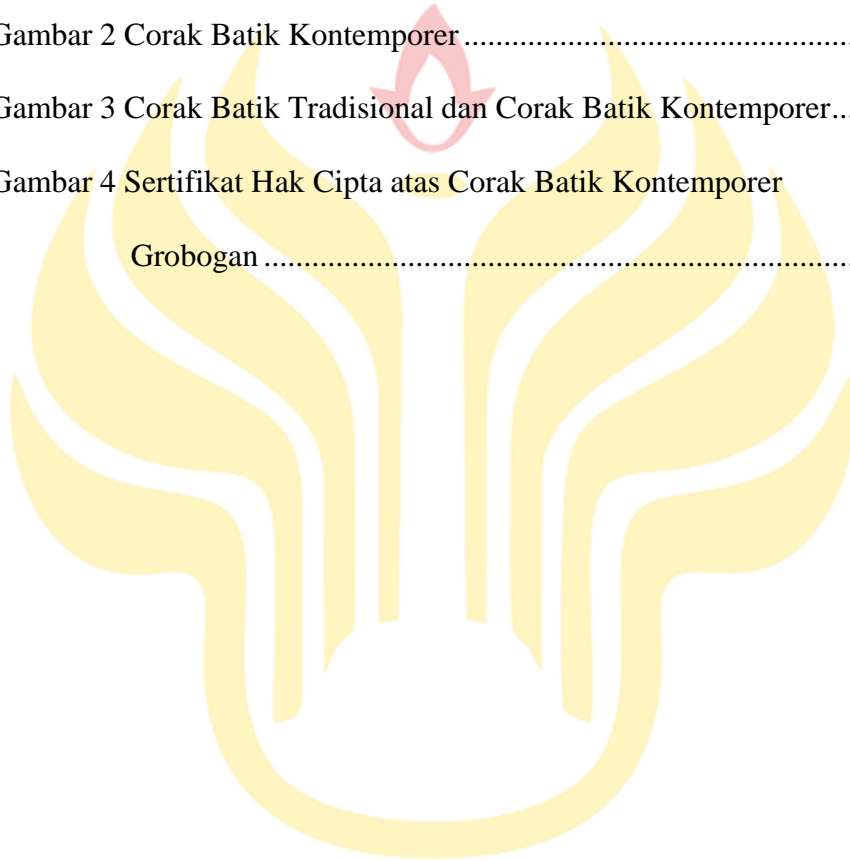 Gambar 2 Corak Batik Kontemporer ................................................
Gambar 3 Corak Batik Tradisional dan Corak Batik Kontemporer...
Gambar 4 Sertifikat Hak Cipta atas Corak Batik Kontemporer
Grobogan .........................................................................